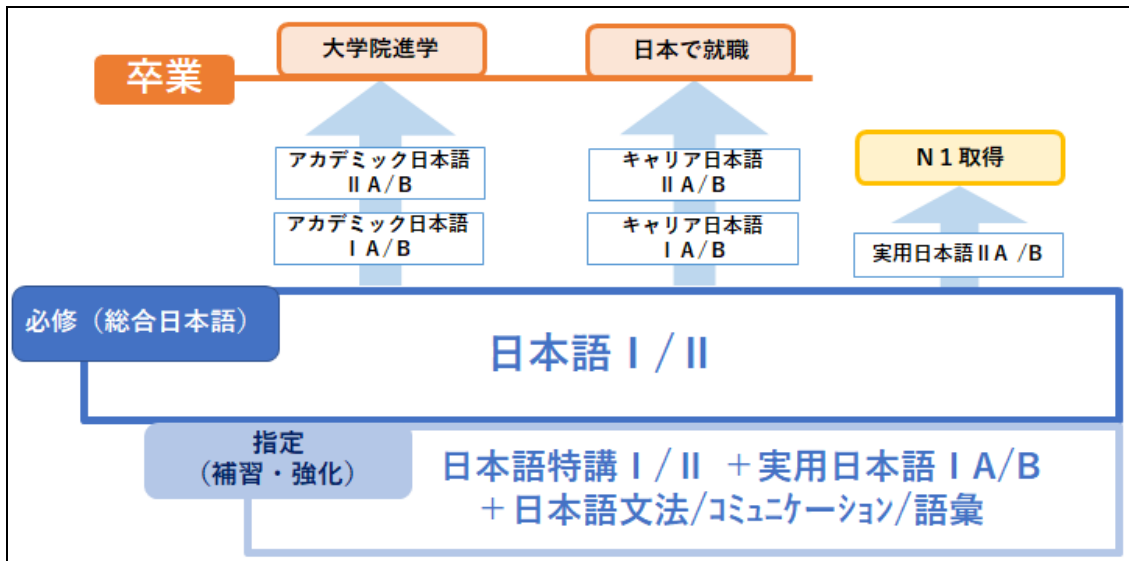 大学院進学
日本で就職
卒業
アカデミック日本語
Ⅱ A/B
キャリア日本語
Ⅱ A/B
N1取得
アカデミック日本語
Ⅰ A/B
キャリア日本語
Ⅰ A/B
実用日本語Ⅱ A /B
必修（総合日本語）
日本語Ⅰ/Ⅱ
指定
（補習・強化）
日本語特講Ⅰ/Ⅱ ＋実用日本語ⅠA/B
＋日本語文法/ｺﾐｭﾆｹーｼｮﾝ/語彙